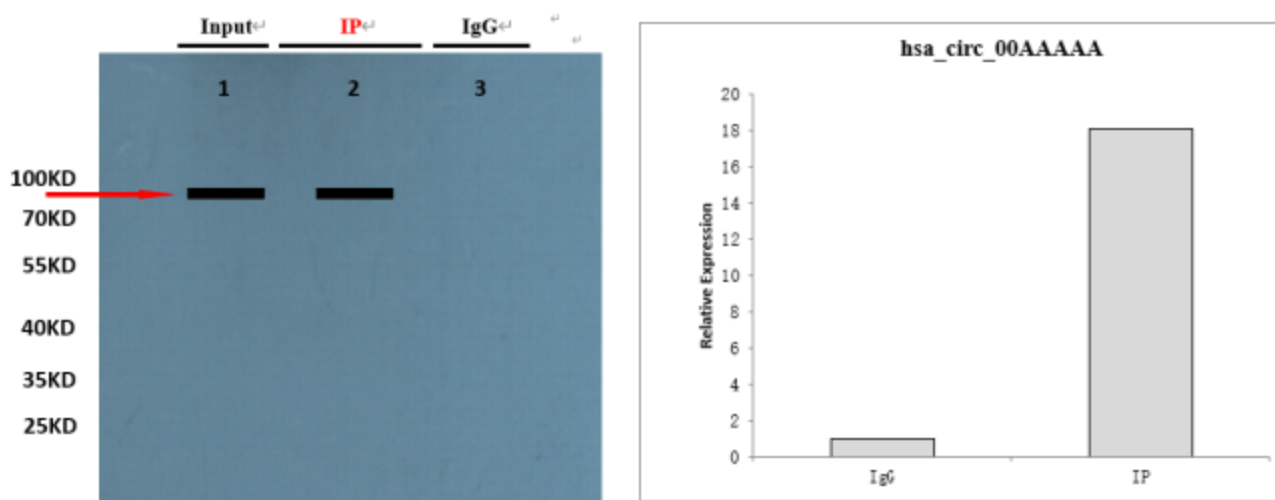 Input↵ IP↵ IgG↵ ↵
↵
1 2 3
100KD
70KD
55KD
40KD
35KD
25KD
hsa_circ_00AAAAA
Relative Expression
20
18
16
14
12
10
8
6
4
2
0
IgG IP